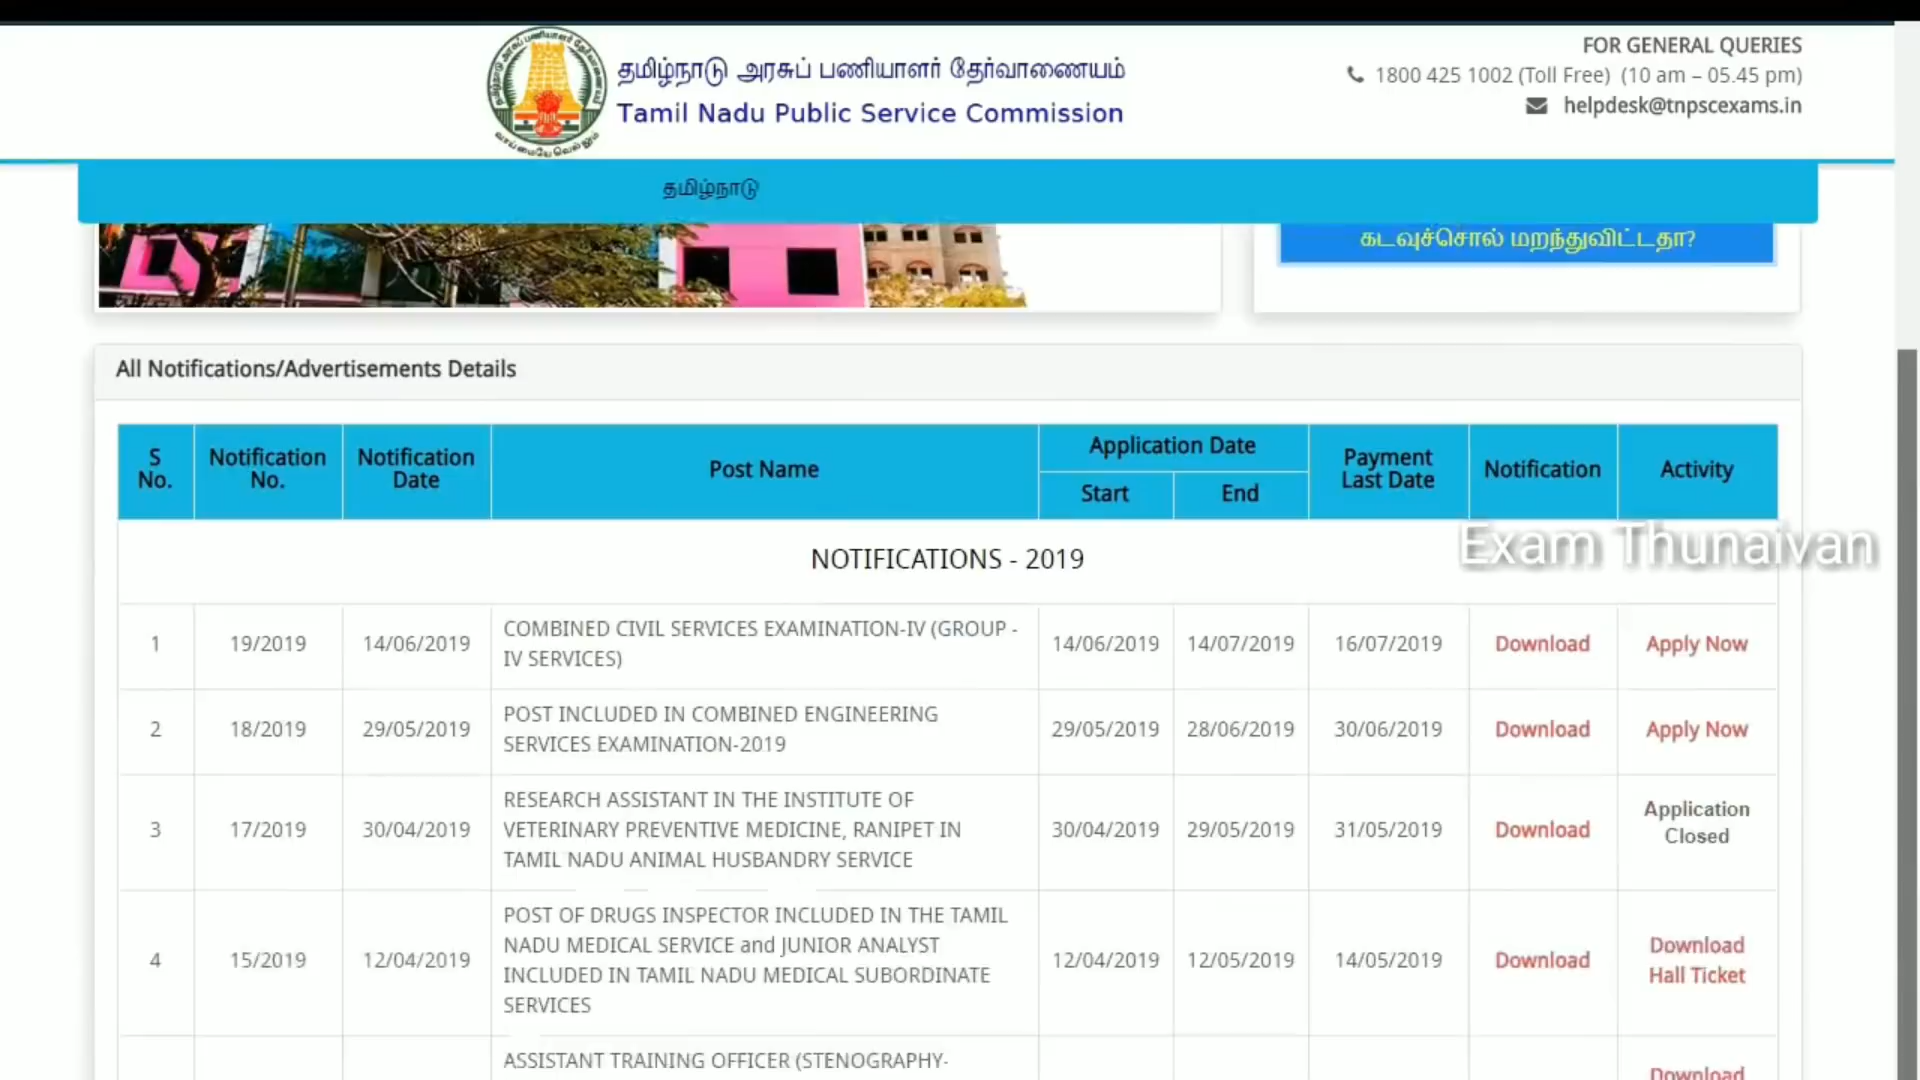 தமிழ்நாடு அரசுப் பணியாளர் தேர்வாணையம்
Tamil Nadu Public Service Commission
FOR GENERAL QUERIES
1800 425 1002 (Toll Free) (10 am – 05.45 pm)
helpdesk@tnpscexams.in
வாய்மையே வெல்லும்
தமிழ்நாடு
கடவுச்சொல் மறந்துவிட்டதா?
All Notifications/Advertisements Details
S No. Notification No. Notification Date Post Name Application Date Start End Payment Last Date Notification Activity
NOTIFICATIONS - 2019
Exam Thunaivan
1 19/2019 14/06/2019 COMBINED CIVIL SERVICES EXAMINATION-IV (GROUP -
IV SERVICES) 14/06/2019 14/07/2019 16/07/2019 Download Apply Now
2 18/2019 29/05/2019 POST INCLUDED IN COMBINED ENGINEERING
SERVICES EXAMINATION-2019 29/05/2019 28/06/2019 30/06/2019 Download Apply Now
3 17/2019 30/04/2019 RESEARCH ASSISTANT IN THE INSTITUTE OF
VETERINARY PREVENTIVE MEDICINE, RANIPET IN
TAMIL NADU ANIMAL HUSBANDRY SERVICE 30/04/2019 29/05/2019 31/05/2019 Download Application
Closed
4 15/2019 12/04/2019 POST OF DRUGS INSPECTOR INCLUDED IN THE TAMIL
NADU MEDICAL SERVICE and JUNIOR ANALYST
INCLUDED IN TAMIL NADU MEDICAL SUBORDINATE
SERVICES 12/04/2019 12/05/2019 14/05/2019 Download Download
Hall Ticket
ASSISTANT TRAINING OFFICER (STENOGRAPHY-
Download